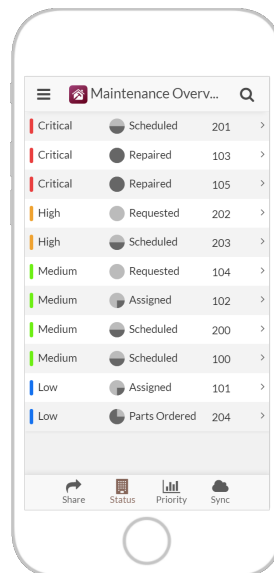 Maintenance Overv...
Critical Scheduled 201
Critical Repaired 103
Critical Repaired 105
High Requested 202
High Scheduled 203
Medium Requested 104
Medium Assigned 102
Medium Scheduled 200
Medium Scheduled 100
Low Assigned 101
Low Parts Ordered 204
Share Status Priority Sync